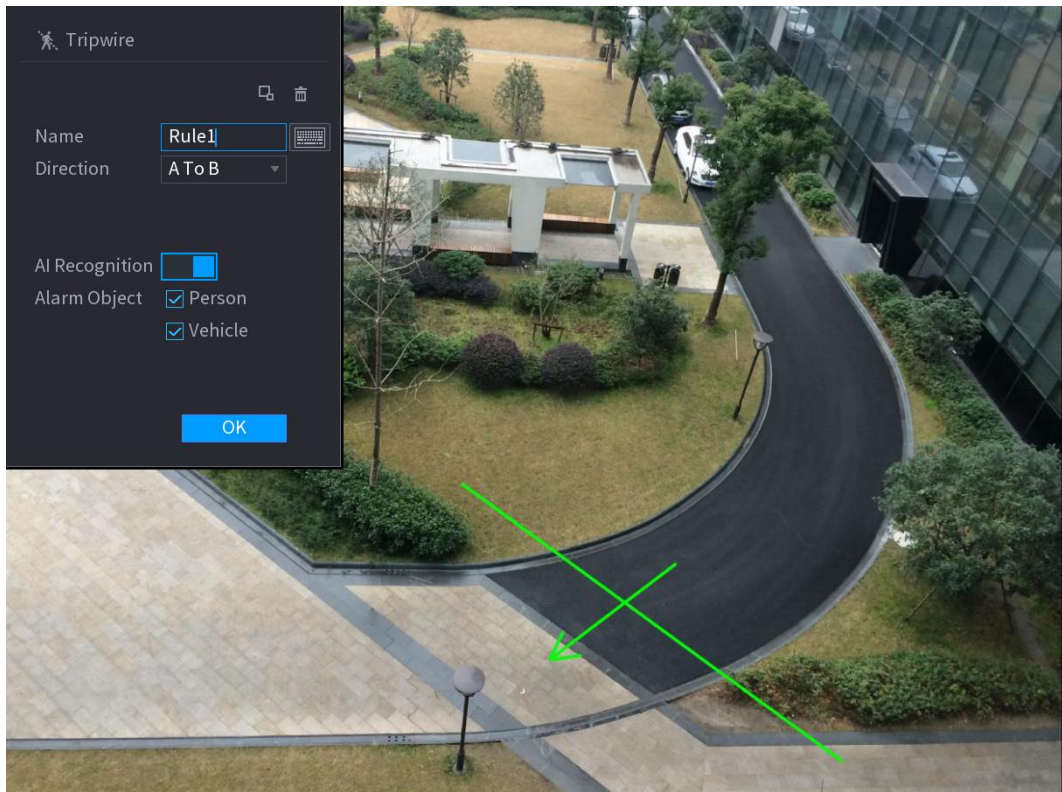 Tripwire
Name Rule1
Direction A To B
AI Recognition
Alarm Object Person
Vehicle
OK